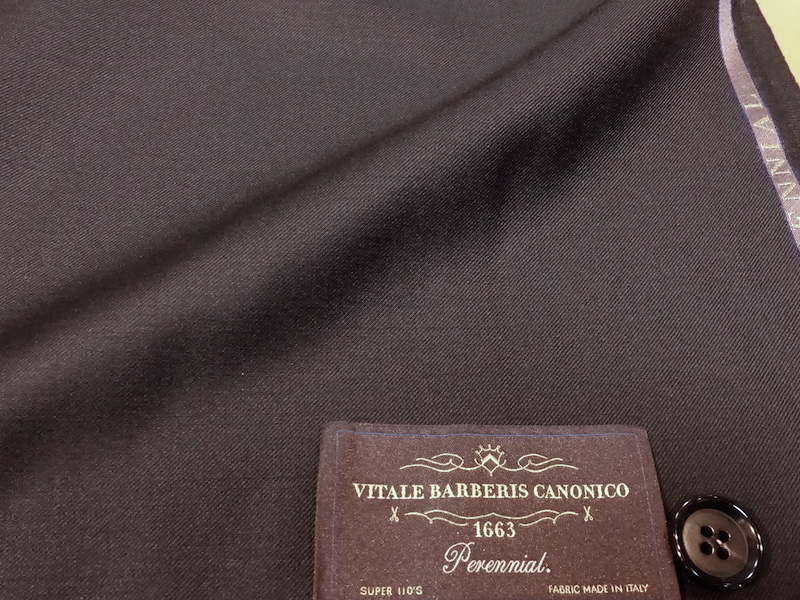 VITALE BARBERIS CANONICO
1663
Perennial.
SUPER 110'S FABRIC MADE IN ITALY